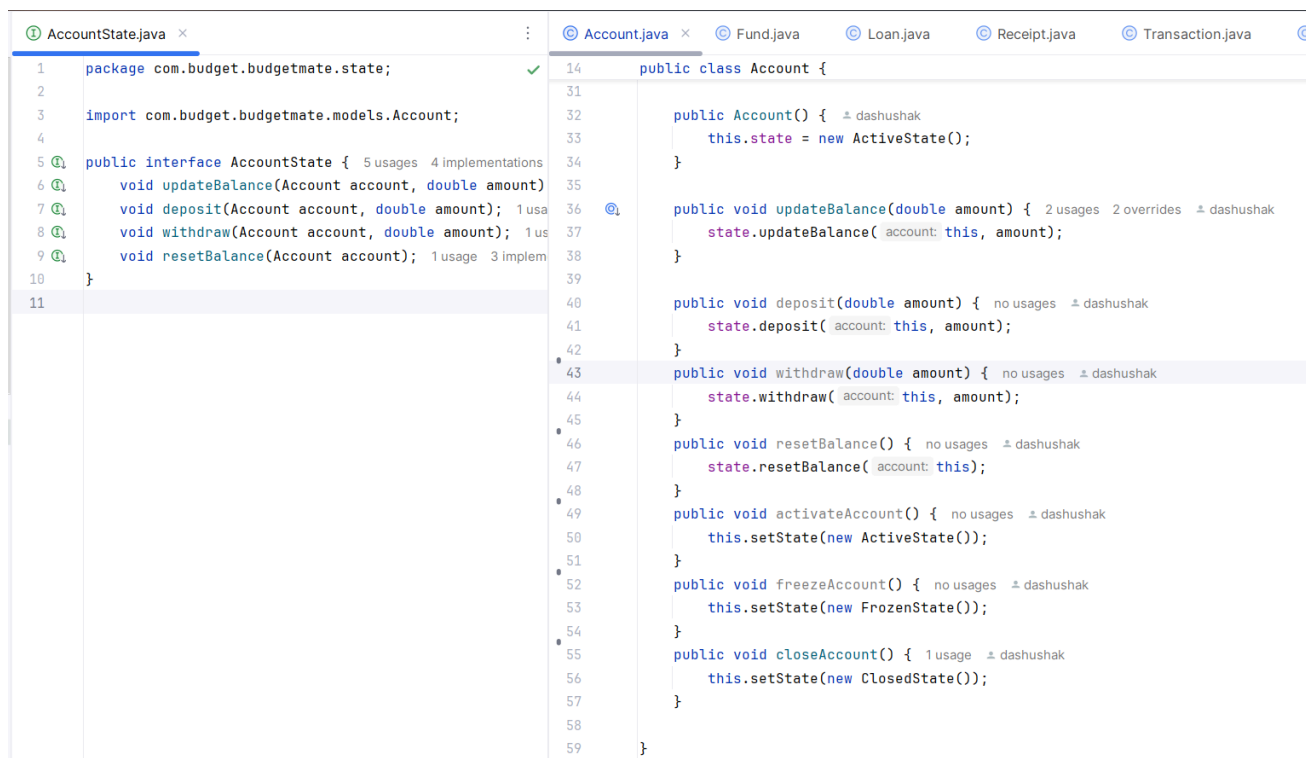 AccountState.java
package com.budget.budgetmate.state;
import com.budget.budgetmate.models.Account;
public interface AccountState { 5 usages 4 implementations
void updateBalance(Account account, double amount)
void deposit(Account account, double amount); 1 usa
void withdraw(Account account, double amount); 1 us
void resetBalance(Account account); 1 usage 3 implem
}
1
2
3
4
5
6
7
8
9
10
11
Account.java Fund.java Loan.java Receipt.java Transaction.java
14 public class Account {
31
32 public Account() { dashushak
33 this.state = new ActiveState();
34 }
35
36 public void updateBalance(double amount) { 2 usages 2 overrides dashushak
37 state.updateBalance( account: this, amount);
38 }
39
40 public void deposit(double amount) { no usages dashushak
41 state.deposit( account: this, amount);
42 }
43 public void withdraw(double amount) { no usages dashushak
44 state.withdraw( account: this, amount);
45 }
46 public void resetBalance() { no usages dashushak
47 state.resetBalance( account: this);
48 }
49 public void activateAccount() { no usages dashushak
50 this.setState(new ActiveState());
51 }
52 public void freezeAccount() { no usages dashushak
53 this.setState(new FrozenState());
54 }
55 public void closeAccount() { 1 usage dashushak
56 this.setState(new ClosedState());
57 }
58
59 }